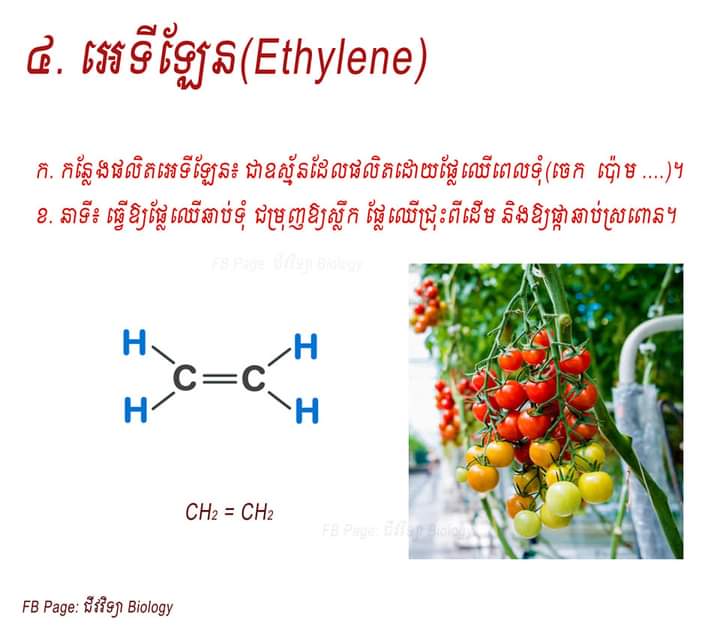 ៤. អេទីឡែន(Ethylene)
ក. កន្លែងផលិតអេទីឡែន៖ ជាឧស្ម័នដែលផលិតដោយផ្លែឈើពេលទុំ(ចេក ប៉ោម ....)។
ខ. នាទី៖ ធ្វើឱ្យផ្លែឈើឆាប់ទុំ ជម្រុញឱ្យស្លឹក ផ្លែឈើជ្រុះពីដើម និងឱ្យផ្កាឆាប់ស្រពោន។
FB Page: ជីវវិទ្យា Biology
H H
C=C
H H
CH₂ = CH₂
FB Page: ជីវវិទ្យា Biology
FB Page: ជីវវិទ្យា Biology